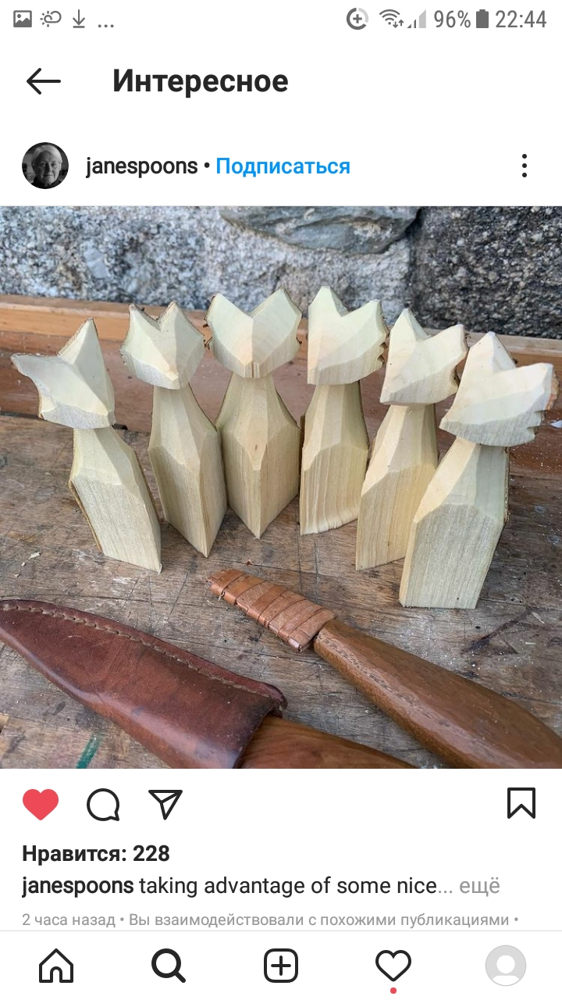 ... 96% 22:44
Интересное
janespoons • Подписаться
Нравится: 228
janespoons taking advantage of some nice... ещё
2 часа назад • Вы взаимодействовали с похожими публикациями •